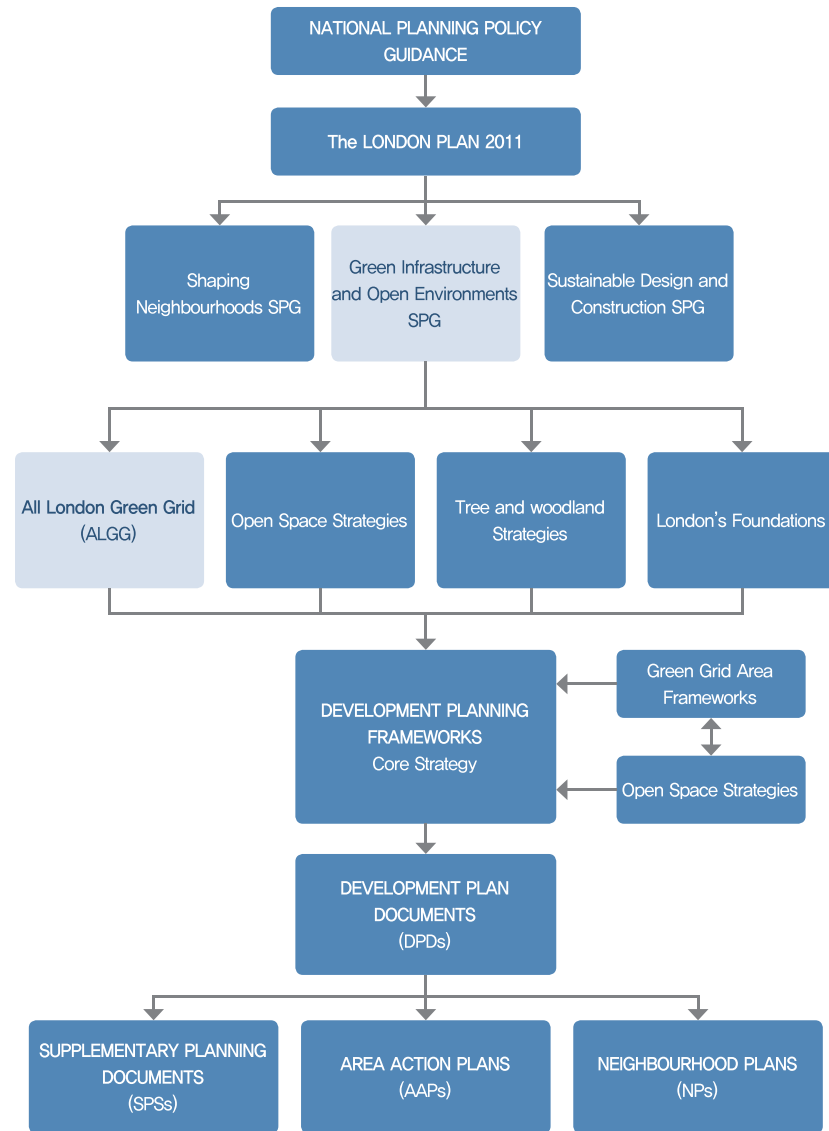 NATIONAL PLANNING POLICY
GUIDANCE
The LONDON PLAN 2011
Shaping
Neighbourhoods SPG
Green Infrastructure
and Open Environments
SPG
Sustainable Design and
Construction SPG
All London Green Grid
(ALGG)
Open Space Strategies
Tree and woodland
Strategies
London's Foundations
DEVELOPMENT PLANNING
FRAMEWORKS
Core Strategy
Green Grid Area
Frameworks
Open Space Strategies
DEVELOPMENT PLAN
DOCUMENTS
(DPDs)
SUPPLEMENTARY PLANNING
DOCUMENTS
(SPSs)
AREA ACTION PLANS
(AAPs)
NEIGHBOURHOOD PLANS
(NPs)